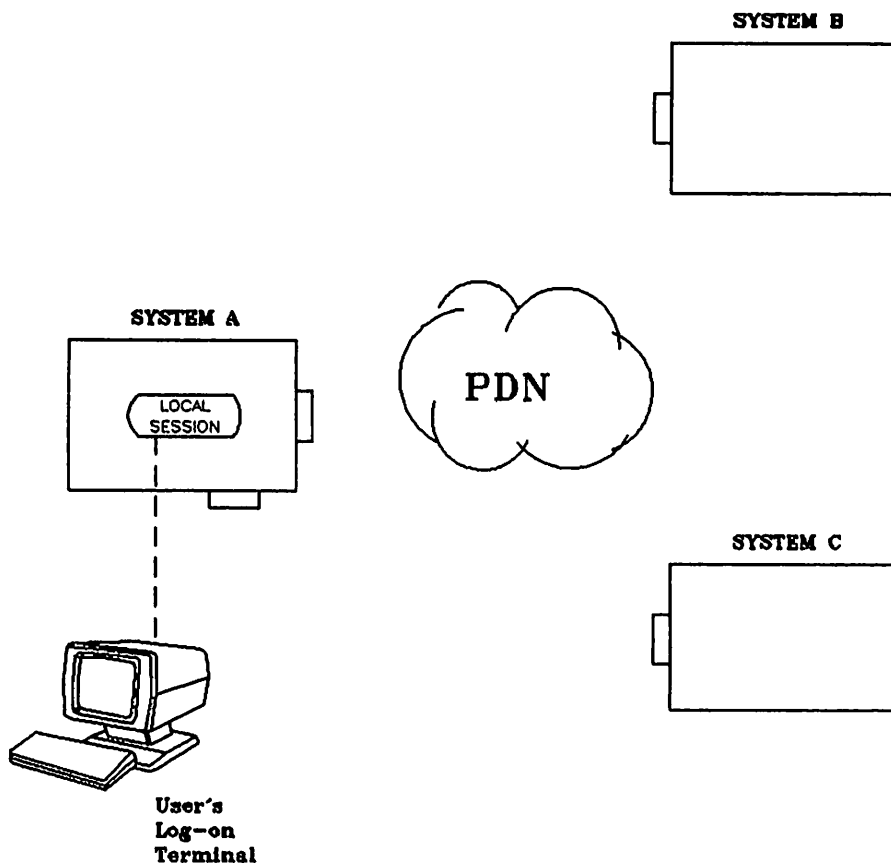 SYSTEM B
SYSTEM A
LOCAL
SESSION
PDN
SYSTEM C
User's
Log-on
Terminal